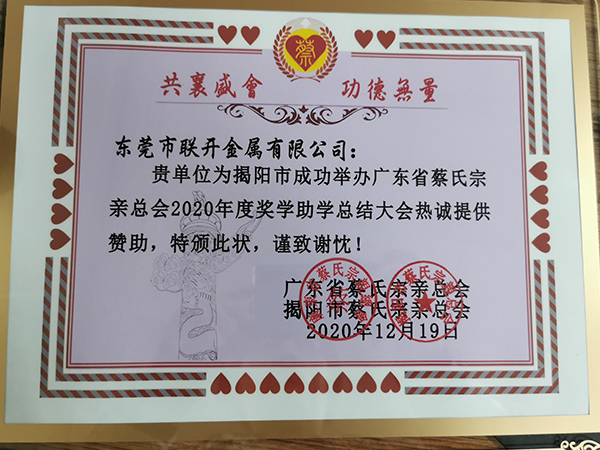 蔡
共襄盛會 功德無量
东莞市联开金属有限公司：
贵单位为揭阳市成功举办广东省蔡氏宗
亲总会2020年度奖学助学总结大会热诚提供
赞助，特颁此状，谨致谢忱！
广东省蔡氏宗亲总会
揭阳市蔡氏宗亲总会
2020年12月19日